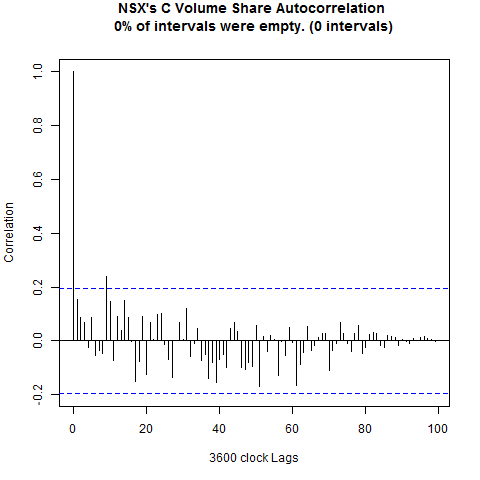 NSX's C Volume Share Autocorrelation
0% of intervals were empty. (0 intervals)
1.0
0.8
0.6
0.4
0.2
0.0
-0.2
Correlation
0 20 40 60 80 100
3600 clock Lags